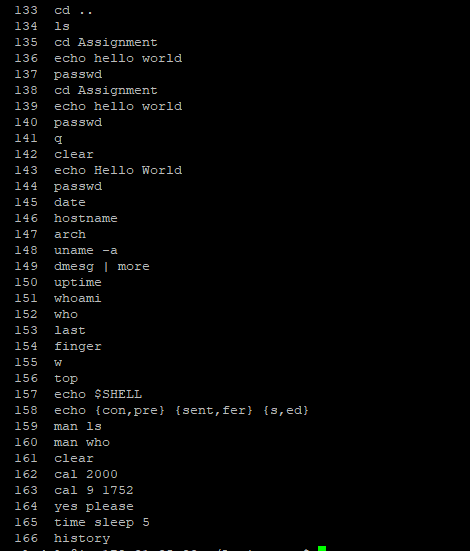 133 cd ..
134 ls
135 cd Assignment
136 echo hello world
137 passwd
138 cd Assignment
139 echo hello world
140 passwd
141 q
142 clear
143 echo Hello World
144 passwd
145 date
146 hostname
147 arch
148 uname -a
149 dmesg | more
150 uptime
151 whoami
152 who
153 last
154 finger
155 w
156 top
157 echo $SHELL
158 echo {con,pre} {sent,fer} {s,ed}
159 man ls
160 man who
161 clear
162 cal 2000
163 cal 9 1752
164 yes please
165 time sleep 5
166 history